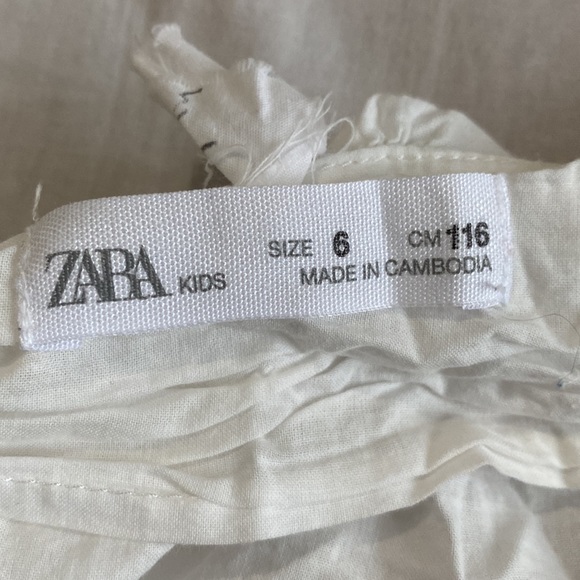 ZARA KIDS SIZE 6 CM 116
MADE IN CAMBODIA